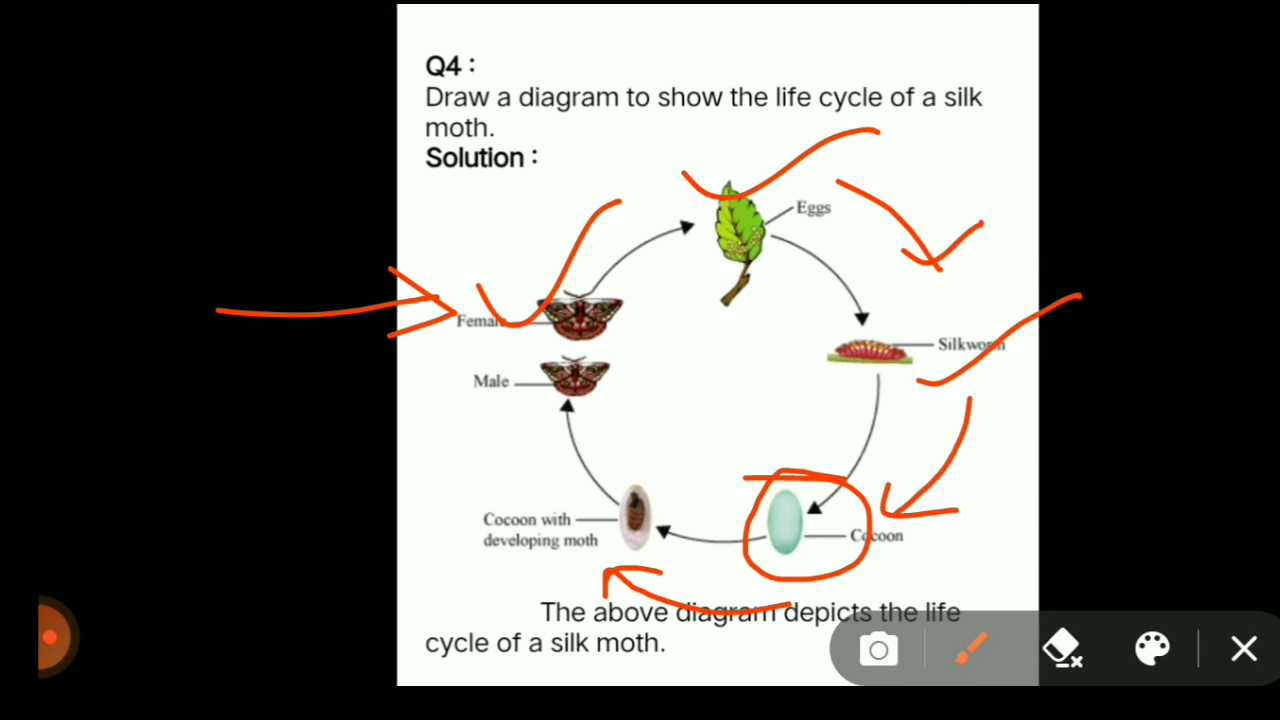 Q4 :
Draw a diagram to show the life cycle of a silk
moth.
Solution :
Eggs
Female
Silkworm
Male
Cocoon with
developing moth
Cocoon
The above diagram depicts the life
cycle of a silk moth.